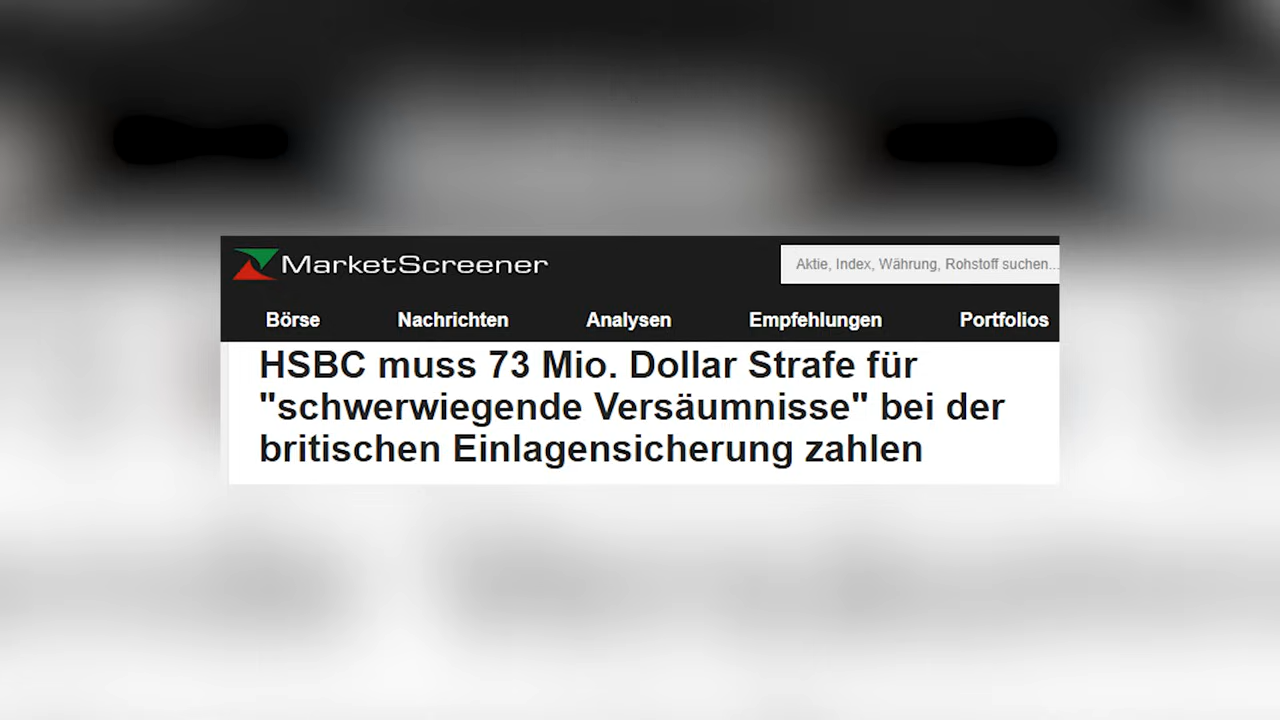 MarketScreener
Aktie, Index, Währung, Rohstoff suchen...
Börse Nachrichten Analysen Empfehlungen Portfolios
HSBC muss 73 Mio. Dollar Strafe für
"schwerwiegende Versäumnisse" bei der
britischen Einlagensicherung zahlen